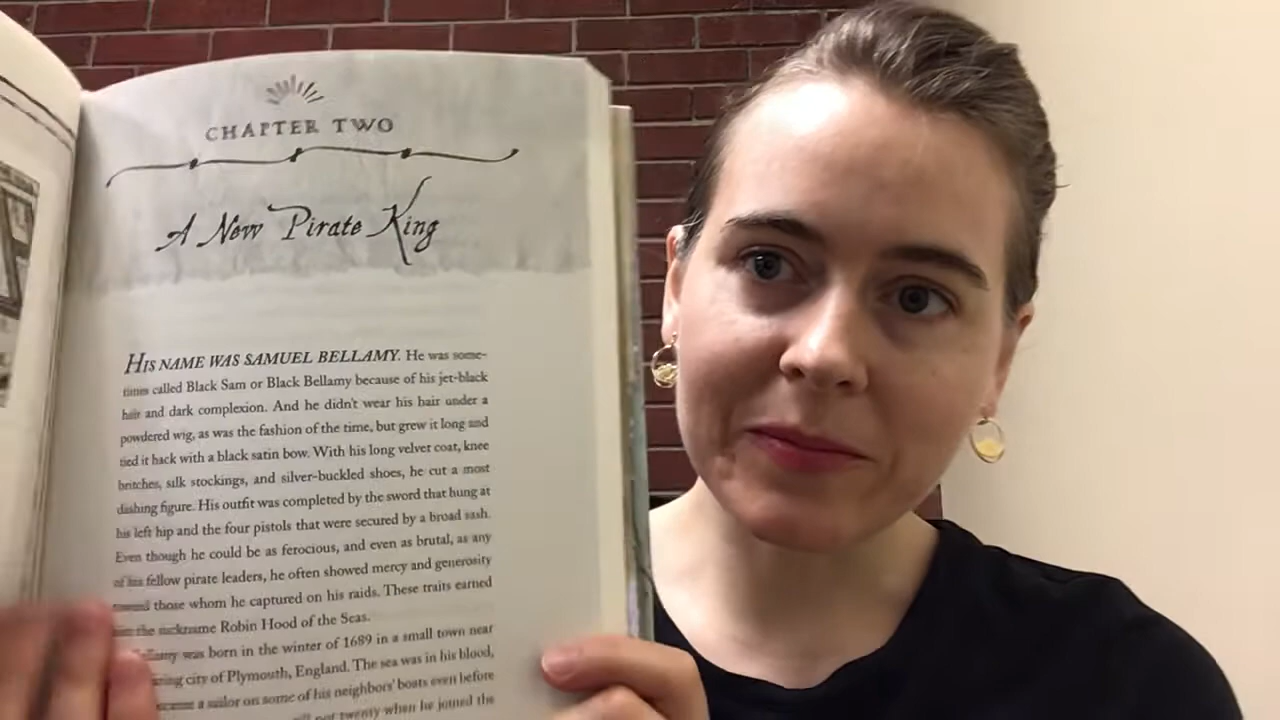 CHAPTER TWO
A New Pirate King
HIS NAME WAS SAMUEL BELLAMY. He was some-
times called Black Sam or Black Bellamy because of his jet-black
hair and dark complexion. And he didn't wear his hair under a
powdered wig, as was the fashion of the time, but grew it long and
tied it back with a black satin bow. With his long velvet coat, knee
britches, silk stockings, and silver-buckled shoes, he cut a most
dashing figure. His outfit was completed by the sword that hung at
his left hip and the four pistols that were secured by a broad sash.
Even though he could be as ferocious, and even as brutal, as any
of his fellow pirate leaders, he often showed mercy and generosity
toward those whom he captured on his raids. These traits earned
him the nickname Robin Hood of the Seas.
Bellamy was born in the winter of 1689 in a small town near
city of Plymouth, England. The sea was in his blood,
became a sailor on some of his neighbors' boats even before
not twenty when he joined the